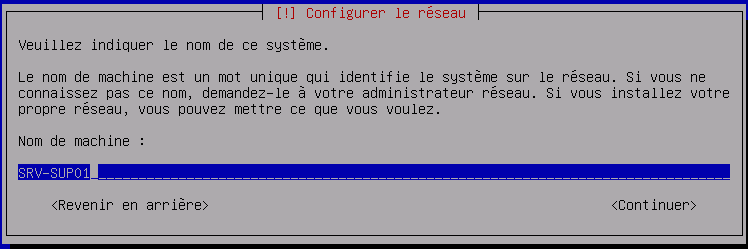 [!] Configurer le réseau
Veuillez indiquer le nom de ce système.
Le nom de machine est un mot unique qui identifie le système sur le réseau. Si vous ne
connaissez pas ce nom, demandez-le à votre administrateur réseau. Si vous installez votre
propre réseau, vous pouvez mettre ce que vous voulez.
Nom de machine :
SRV-SUP01
<Revenir en arrière> <Continuer>